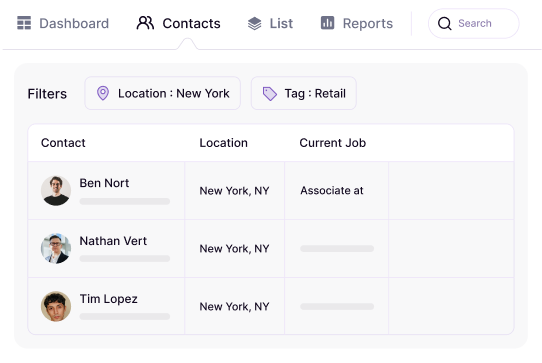 Dashboard Contacts List Reports Search
Filters Location : New York Tag : Retail
Contact Location Current Job
Ben Nort New York, NY Associate at
Nathan Vert New York, NY
Tim Lopez New York, NY